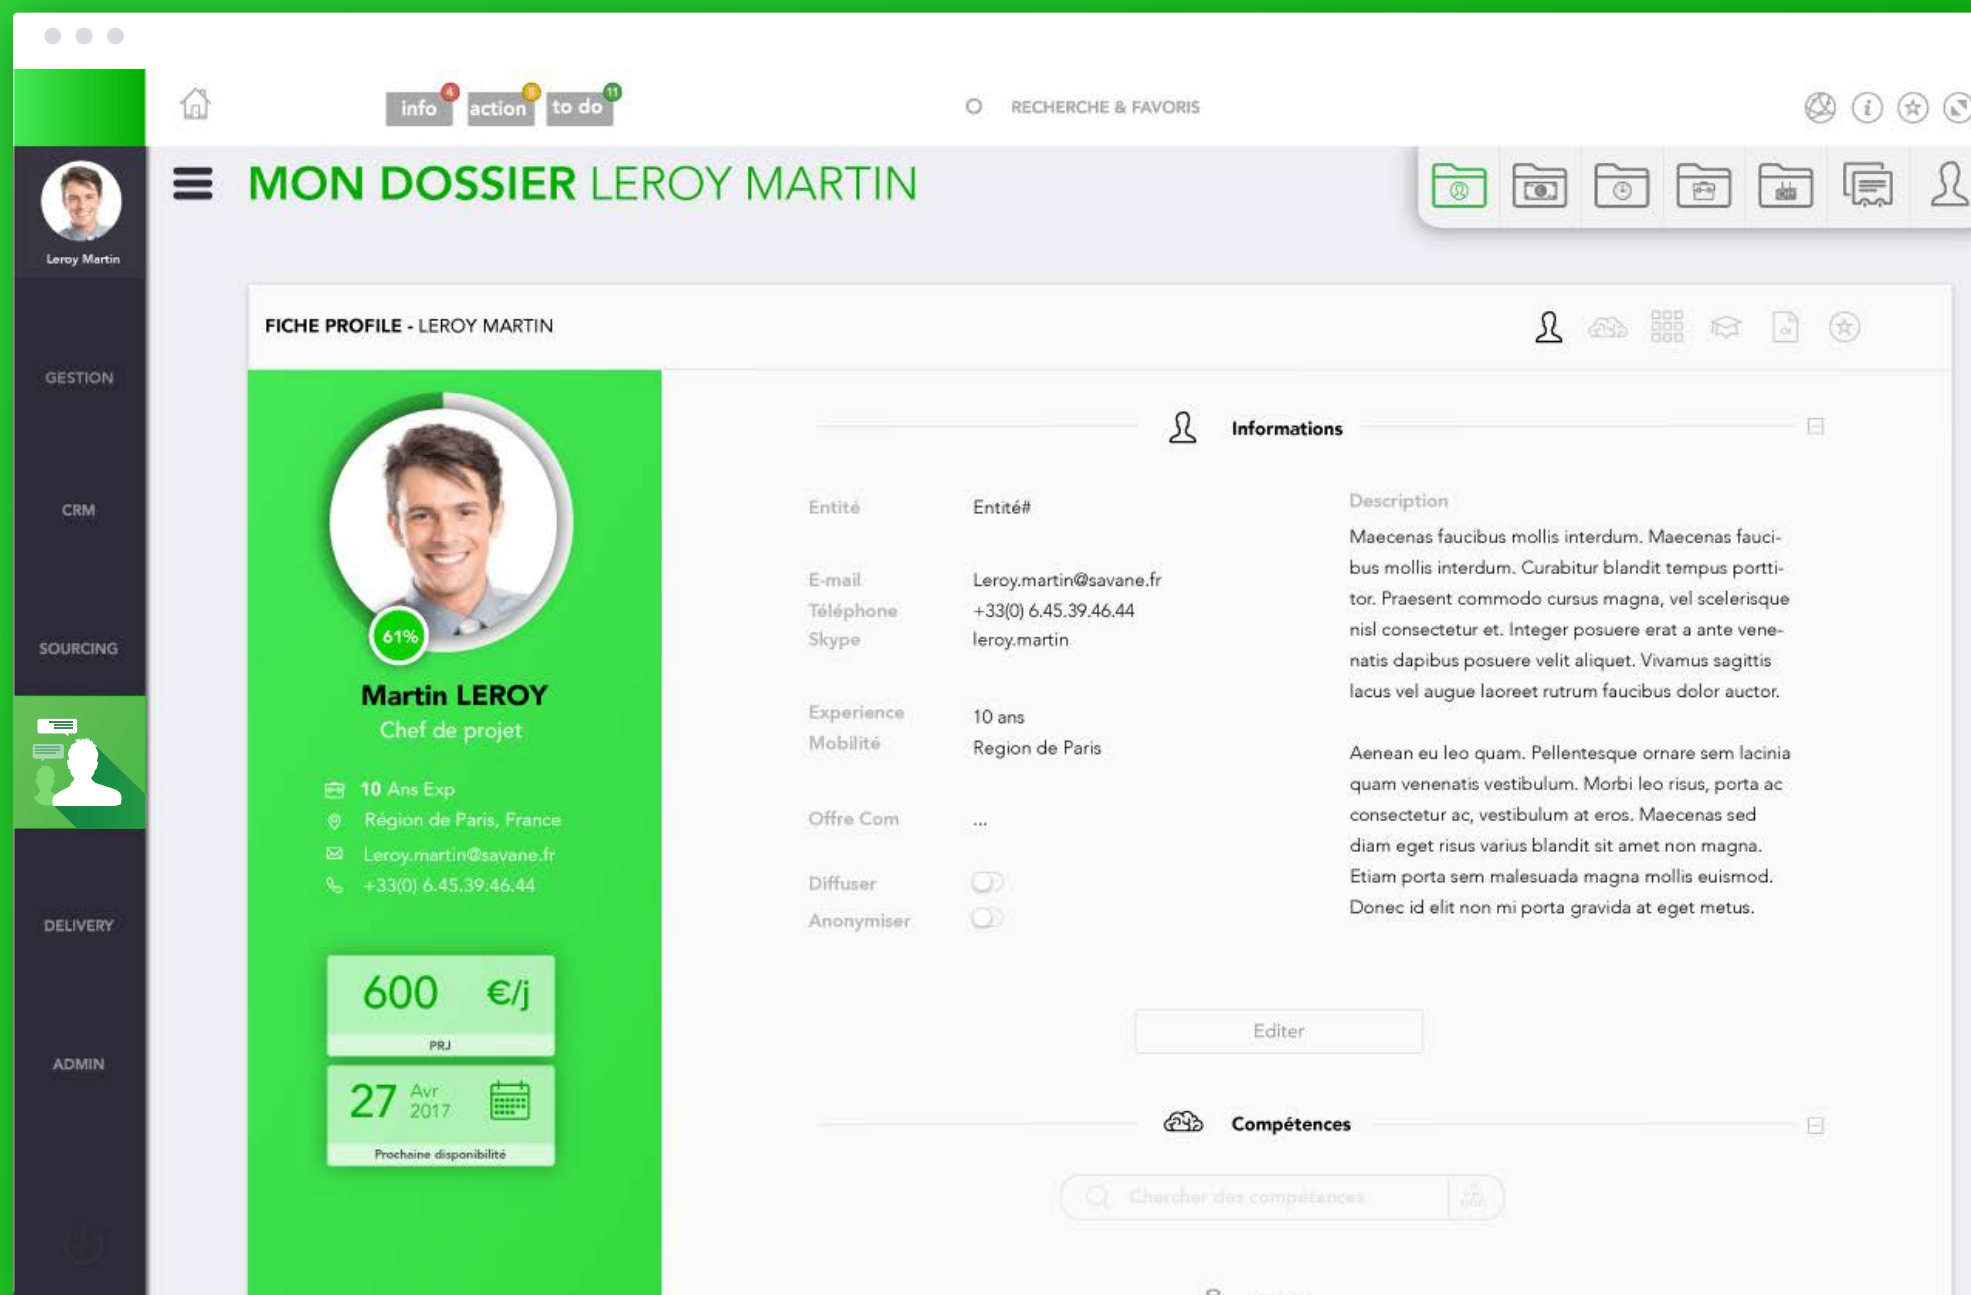 info 4 action 8 to do 11
RECHERCHE & FAVORIS
MON DOSSIER LEROY MARTIN
Leroy Martin
GESTION
CRM
SOURCING
DELIVERY
ADMIN
FICHE PROFILE - LEROY MARTIN
61%
Martin LEROY
Chef de projet
10 Ans Exp
Région de Paris, France
Leroy.martin@savane.fr
+33(0) 6.45.39.46.44
600 €/j
PRJ
27 Avr 2017
Prochaine disponibilité
Informations
Entité Entité#
E-mail Leroy.martin@savane.fr
Téléphone +33(0) 6.45.39.46.44
Skype leroy.martin
Experience 10 ans
Mobilité Region de Paris
Offre Com ...
Diffuser
Anonymiser
Description
Maecenas faucibus mollis interdum. Maecenas fauci-
bus mollis interdum. Curabitur blandit tempus portti-
tor. Praesent commodo cursus magna, vel scelerisque
nisl consectetur et. Integer posuere erat a ante vene-
natis dapibus posuere velit aliquet. Vivamus sagittis
lacus vel augue laoreet rutrum faucibus dolor auctor.
Aenean eu leo quam. Pellentesque ornare sem lacinia
quam venenatis vestibulum. Morbi leo risus, porta ac
consectetur ac, vestibulum at eros. Maecenas sed
diam eget risus varius blandit sit amet non magna.
Etiam porta sem malesuada magna mollis euismod.
Donec id elit non mi porta gravida at eget metus.
Editer
Compétences
Chercher des compétences